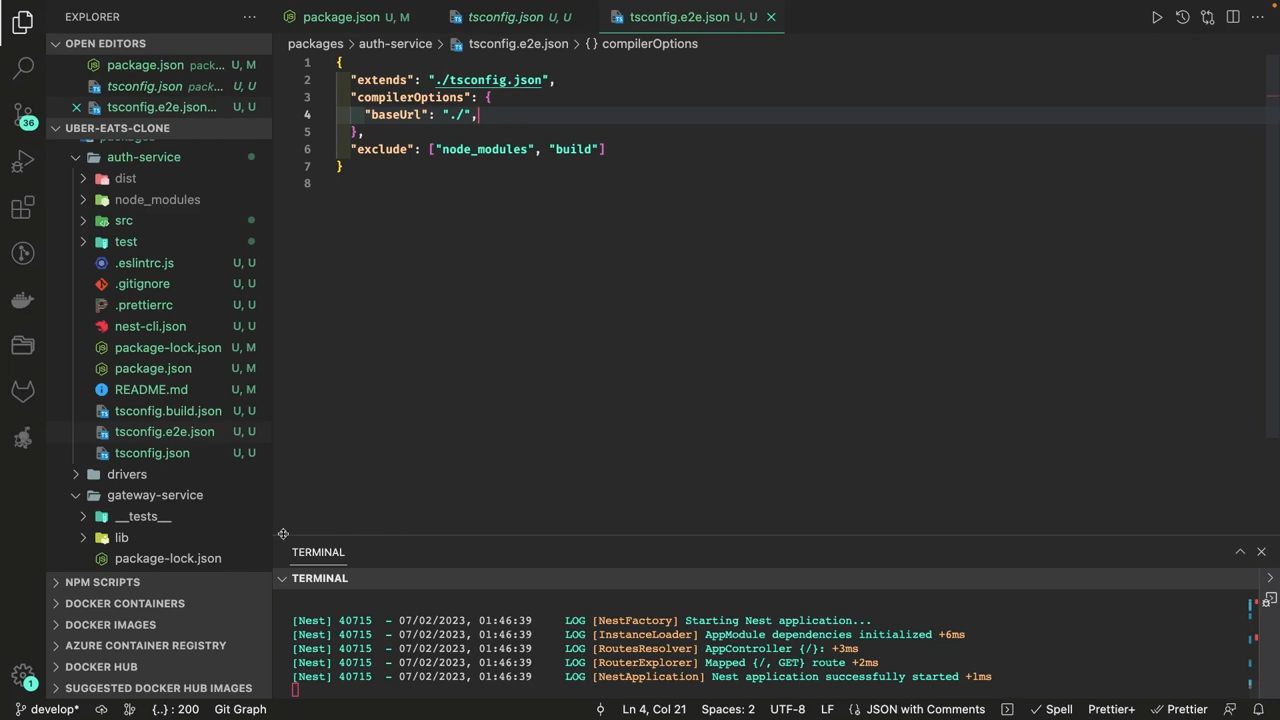 EXPLORER
package.json U, M
tsconfig.json U, U
tsconfig.e2e.json U, U
OPEN EDITORS
package.json pack... U, M
tsconfig.json pack... U, U
tsconfig.e2e.json... U, U
packages > auth-service > tsconfig.e2e.json > {} compilerOptions
UBER-EATS-CLONE
auth-service
dist
node_modules
src
test
.eslintrc.js U, U
.gitignore U, U
.prettierrc U, U
nest-cli.json U, U
package-lock.json U, M
package.json U, M
README.md U, M
tsconfig.build.json U, U
tsconfig.e2e.json U, U
tsconfig.json U, U
drivers
gateway-service
__tests__
lib
package-lock.json
NPM SCRIPTS
DOCKER CONTAINERS
DOCKER IMAGES
AZURE CONTAINER REGISTRY
DOCKER HUB
SUGGESTED DOCKER HUB IMAGES
36
1
1 {
2 "extends": "./tsconfig.json",
3 "compilerOptions": {
4 "baseUrl": "./",
5 },
6 "exclude": ["node_modules", "build"]
7 }
8
TERMINAL
TERMINAL
[Nest] 40715 - 07/02/2023, 01:46:39 LOG [NestFactory] Starting Nest application...
[Nest] 40715 - 07/02/2023, 01:46:39 LOG [InstanceLoader] AppModule dependencies initialized +6ms
[Nest] 40715 - 07/02/2023, 01:46:39 LOG [RoutesResolver] AppController {/}: +3ms
[Nest] 40715 - 07/02/2023, 01:46:39 LOG [RouterExplorer] Mapped {/, GET} route +2ms
[Nest] 40715 - 07/02/2023, 01:46:39 LOG [NestApplication] Nest application successfully started +1ms
develop* {..} : 200 Git Graph Ln 4, Col 21 Spaces: 2 UTF-8 LF JSON with Comments Spell Prettier+ Prettier